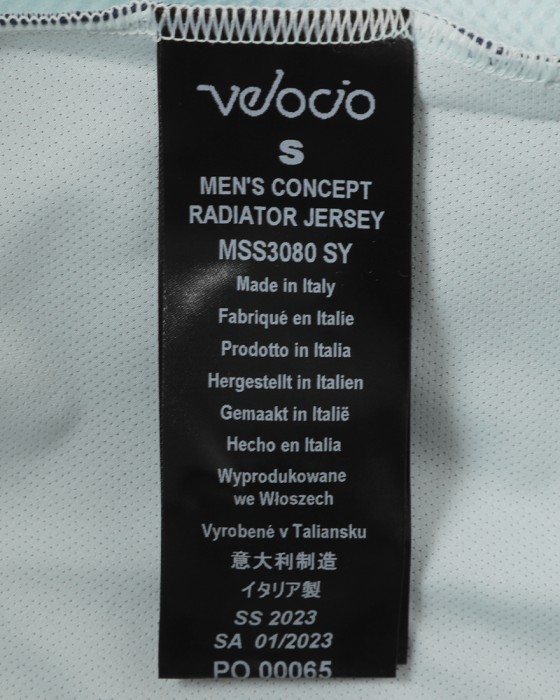 velocio
S
MEN'S CONCEPT
RADIATOR JERSEY
MSS3080 SY
Made in Italy
Fabriqué en Italie
Prodotto in Italia
Hergestellt in Italien
Gemaakt in Italië
Hecho en Italia
Wyprodukowane
we Włoszech
Vyrobené v Taliansku
意大利制造
イタリア製
SS 2023
SA 01/2023
PO 00065